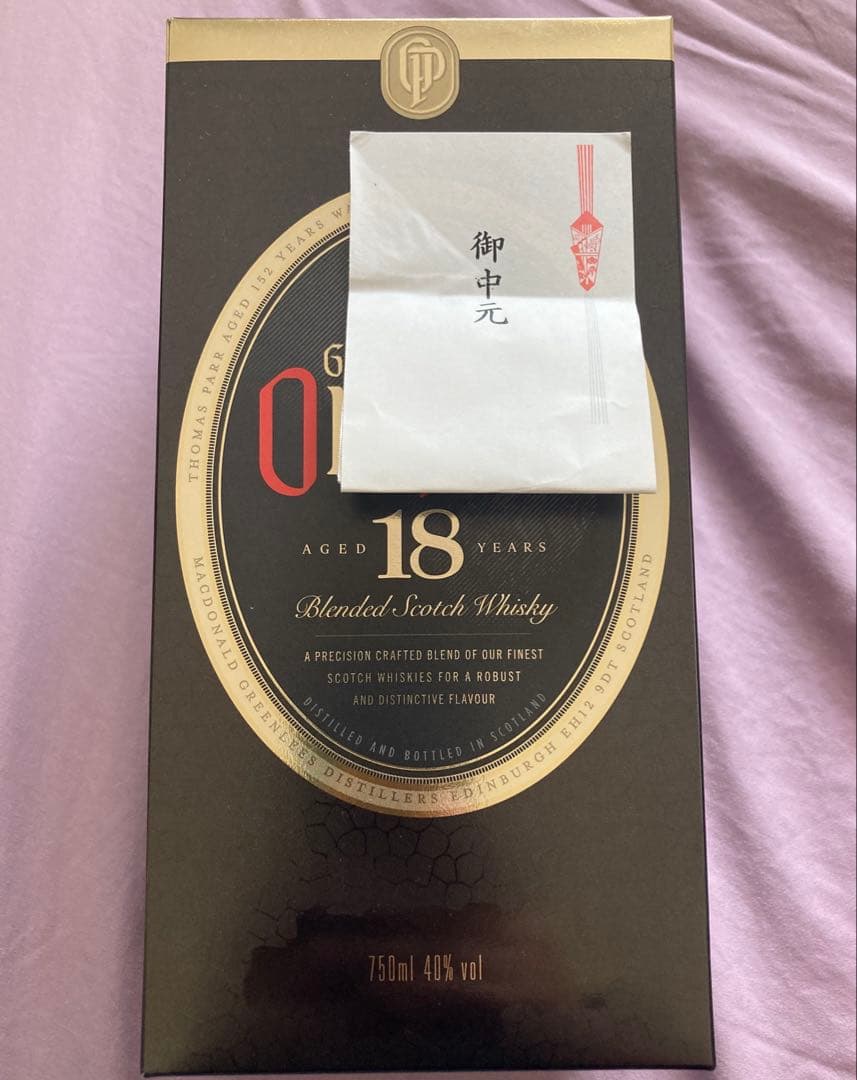 GP
THOMAS PARR AGED 152 YEARS WA
御中元
G
O
AGED 18 YEARS
Blended Scotch Whisky
A PRECISION CRAFTED BLEND OF OUR FINEST
SCOTCH WHISKIES FOR A ROBUST
AND DISTINCTIVE FLAVOUR
DISTILLED AND BOTTLED IN SCOTLAND
MACDONALD GREENLEES DISTILLERS EDINBURGH EH12 9DT SCOTLAND
750ml 40% vol